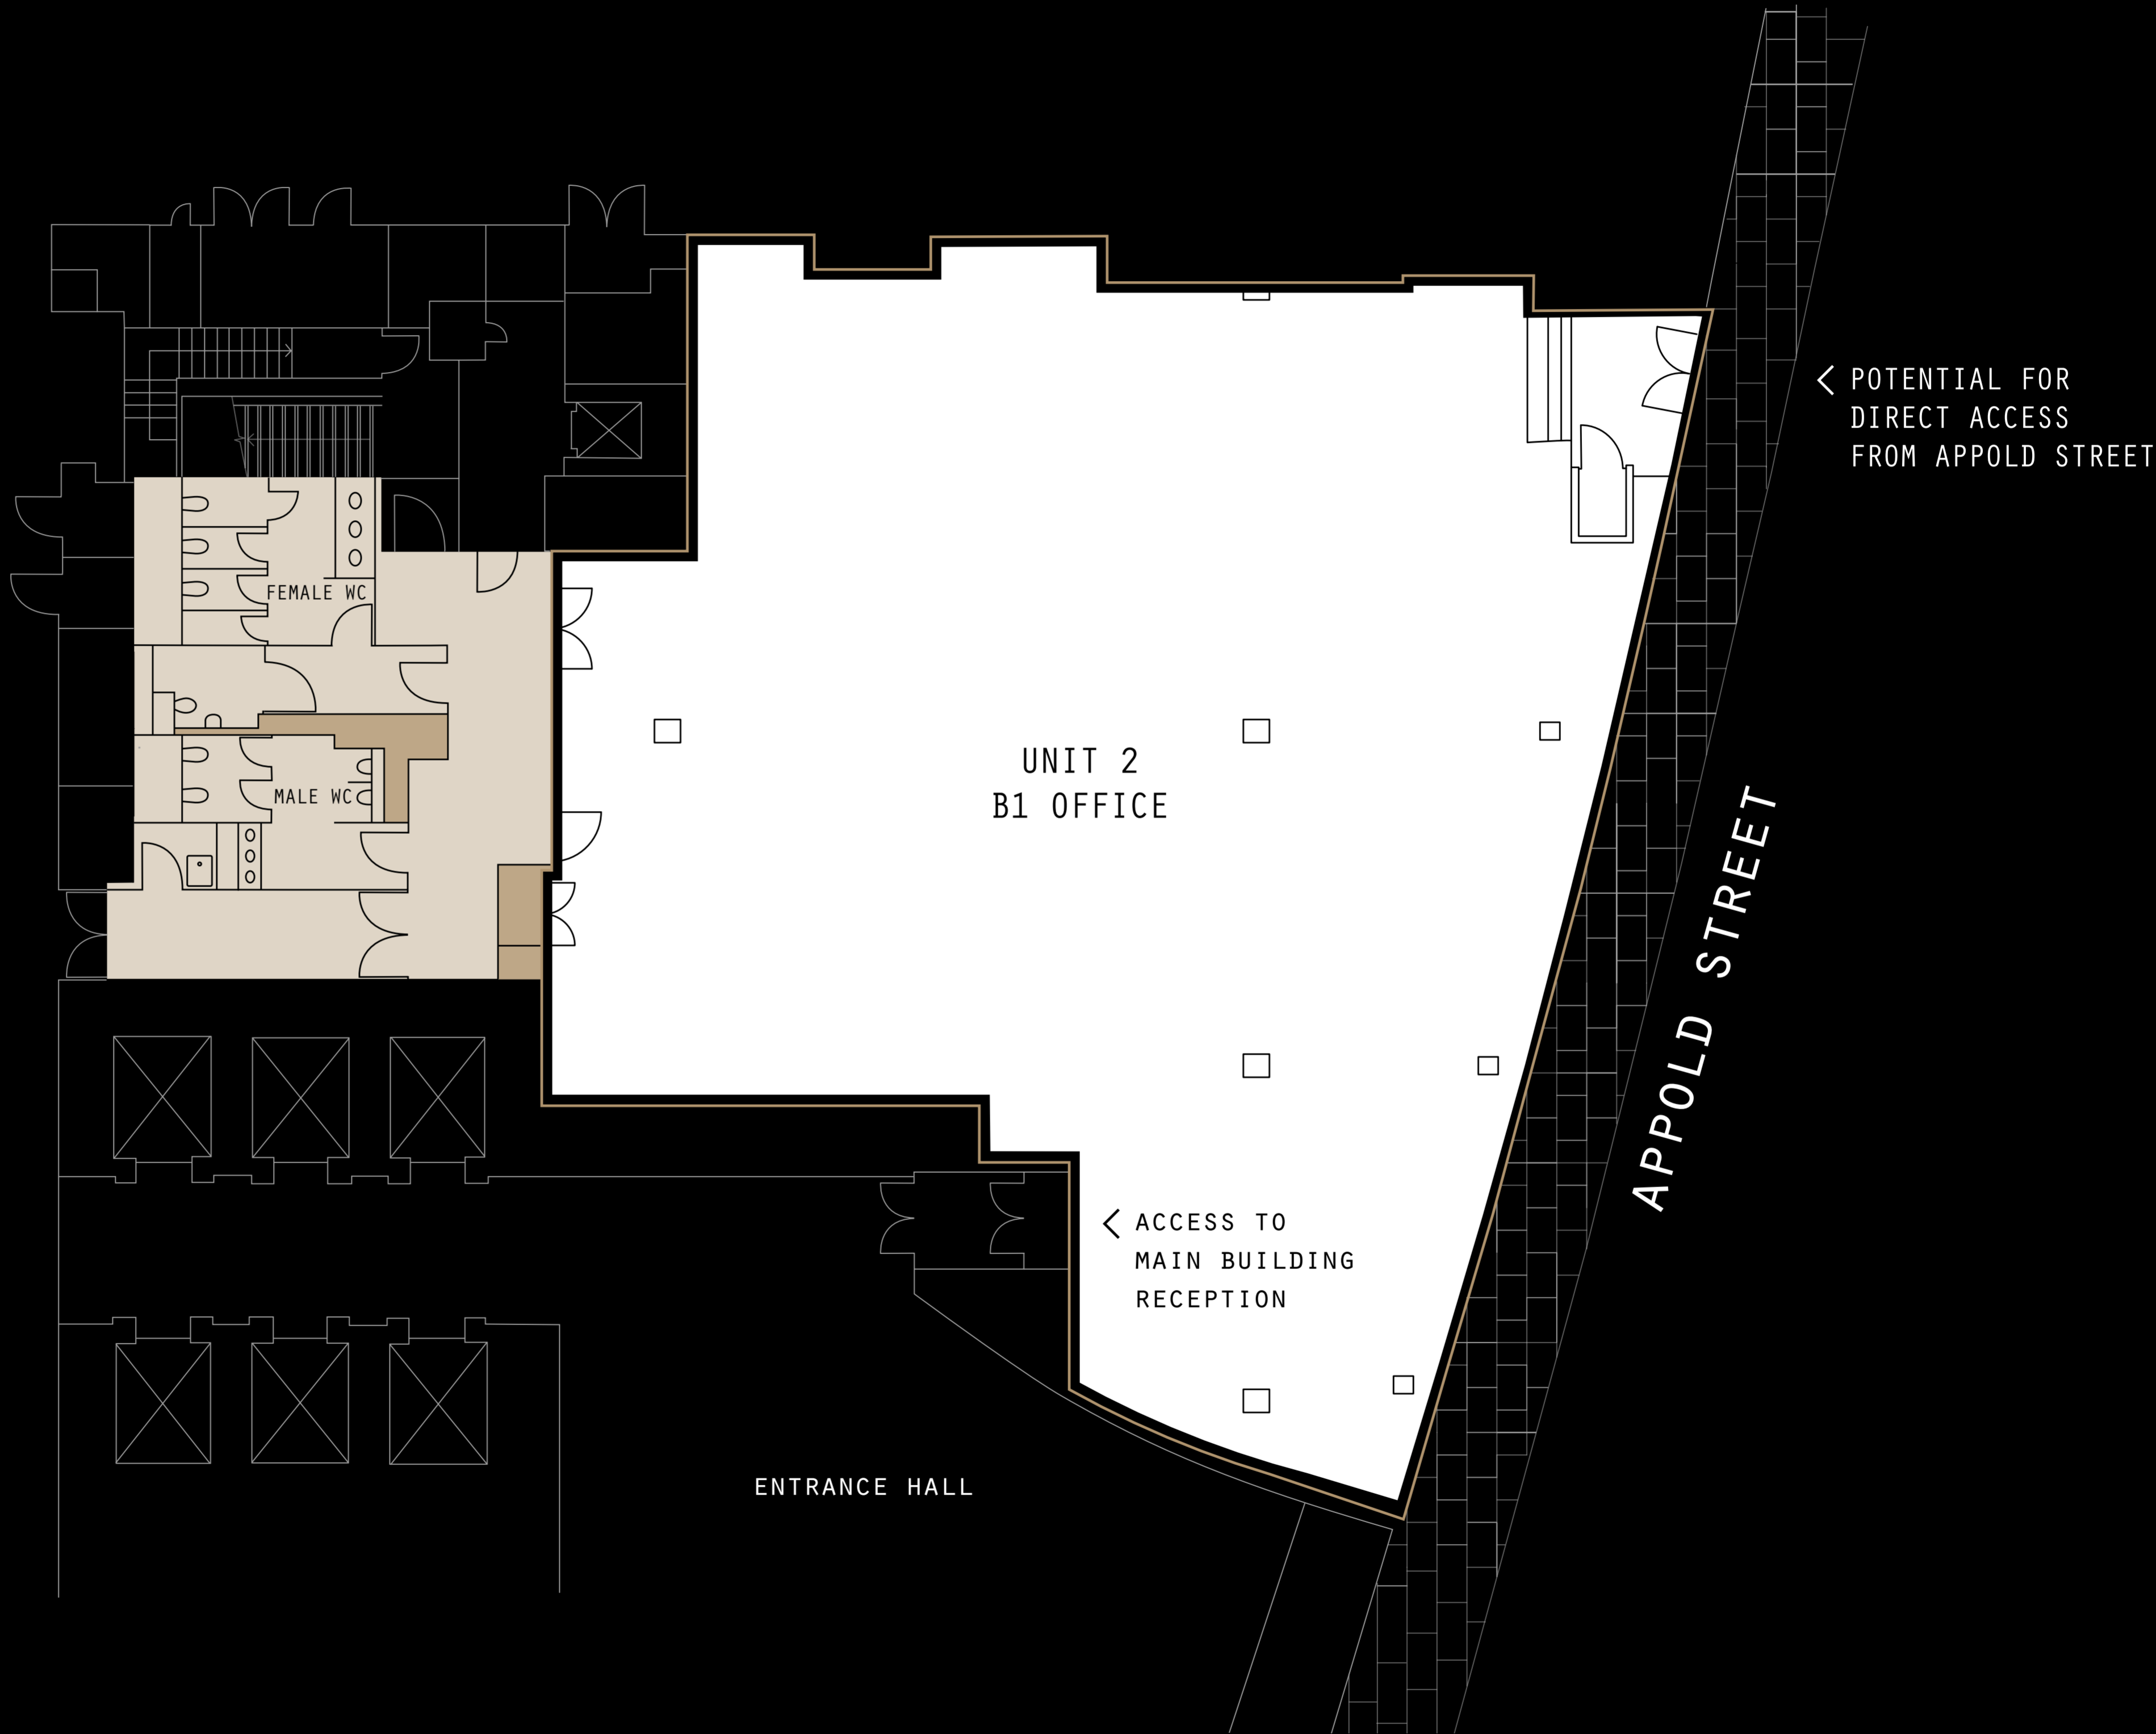 POTENTIAL FOR
DIRECT ACCESS
FROM APPOLD STREET
FEMALE WC
UNIT 2
B1 OFFICE
MALE WC
APPOLD STREET
ACCESS TO
MAIN BUILDING
RECEPTION
ENTRANCE HALL